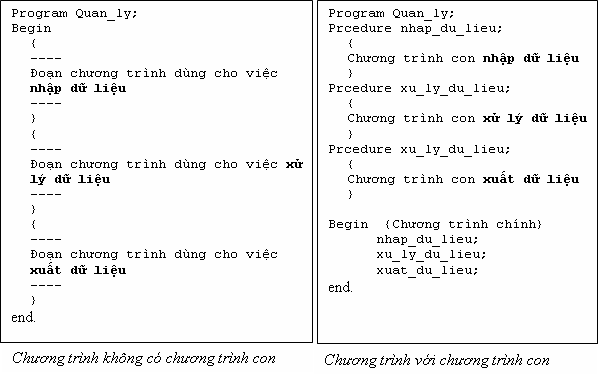 Program Quan_ly;
Begin
{
----
Đoạn chương trình dùng cho việc
nhập dữ liệu
----
}
{
----
Đoạn chương trình dùng cho việc xử
lý dữ liệu
----
}
{
----
Đoạn chương trình dùng cho việc
xuất dữ liệu
----
}
end.
Chương trình không có chương trình con
Program Quan_ly;
Prcedure nhap_du_lieu;
{
Chương trình con nhập dữ liệu
}
Prcedure xu_ly_du_lieu;
{
Chương trình con xử lý dữ liệu
}
Prcedure xu_ly_du_lieu;
{
Chương trình con xuất dữ liệu
}
Begin {Chương trình chính}
nhap_du_lieu;
xu_ly_du_lieu;
xuat_du_lieu;
end.
Chương trình với chương trình con